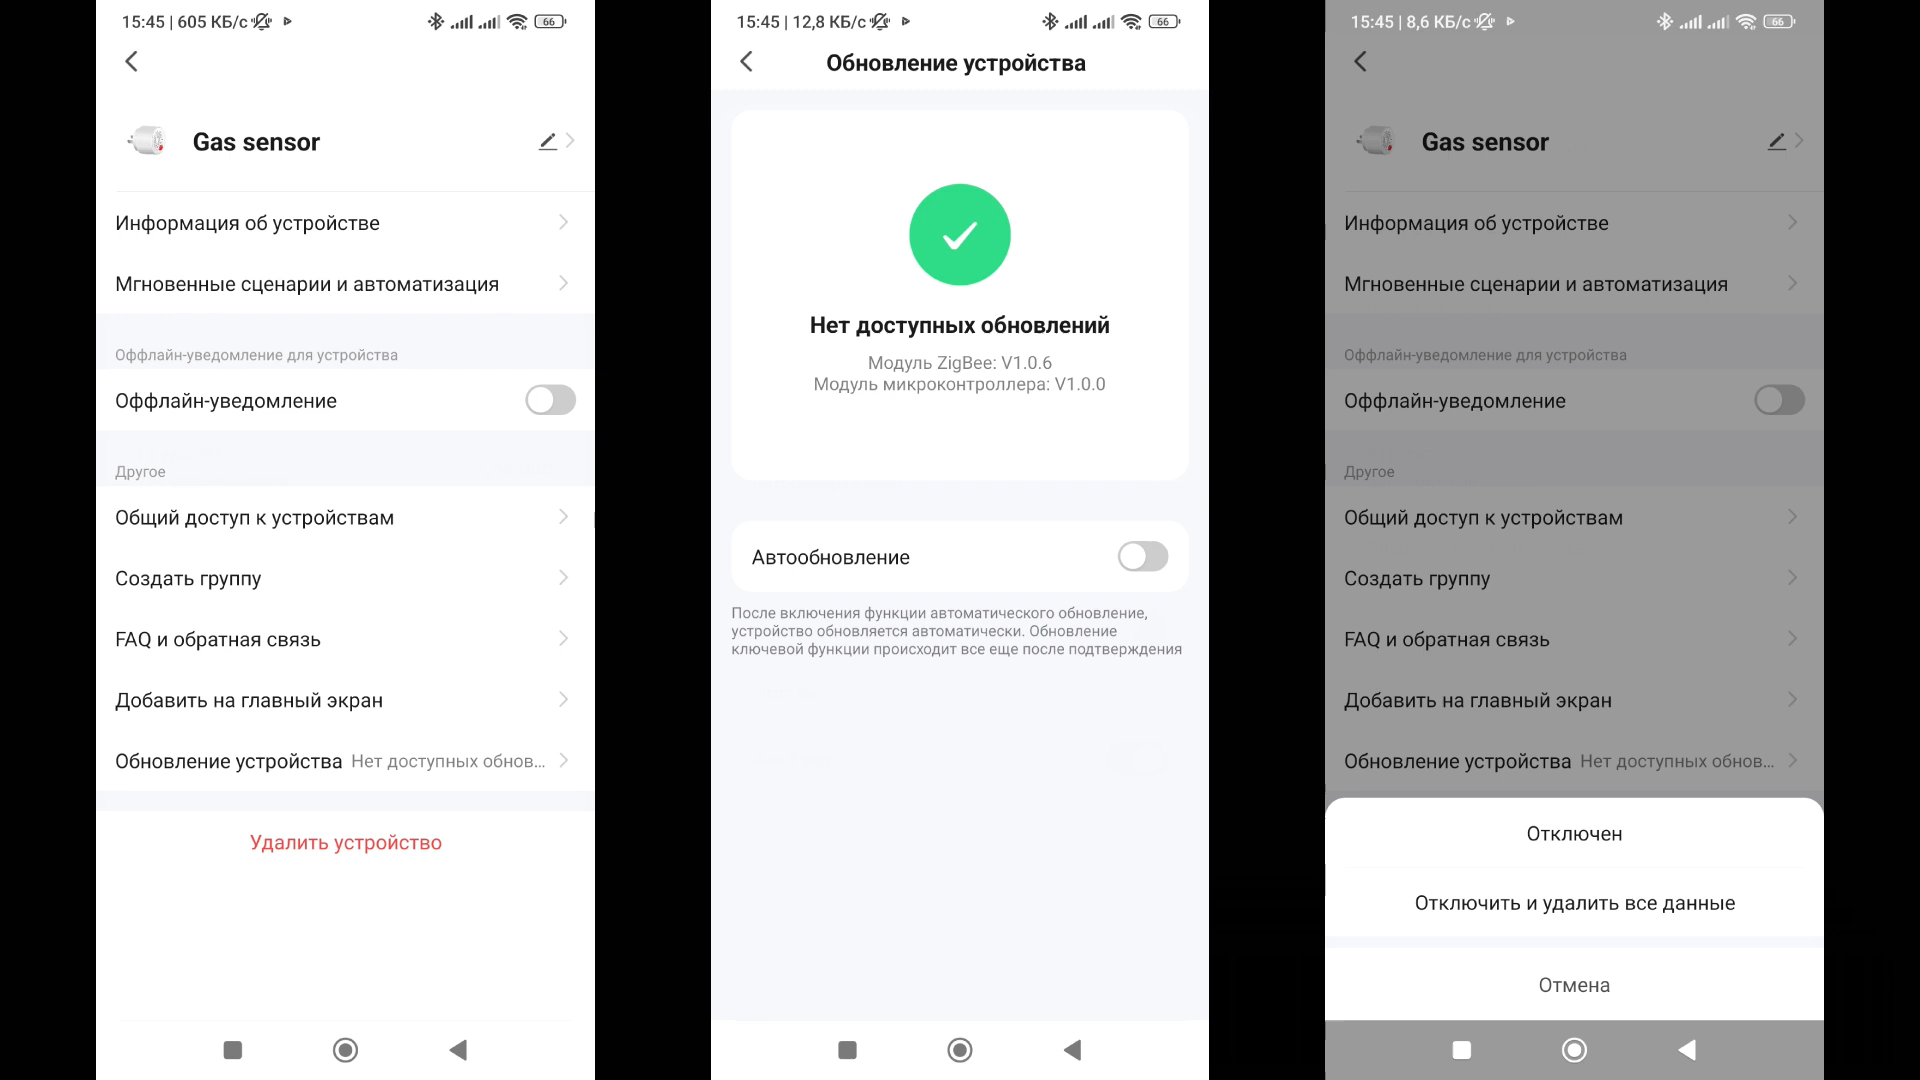 15:45 | 605 КБ/с
66
Gas sensor
Информация об устройстве
Мгновенные сценарии и автоматизация
Оффлайн-уведомление для устройства
Оффлайн-уведомление
Другое
Общий доступ к устройствам
Создать группу
FAQ и обратная связь
Добавить на главный экран
Обновление устройства Нет доступных обнов...
Удалить устройство
15:45 | 12,8 КБ/с
66
Обновление устройства
Нет доступных обновлений
Модуль ZigBee: V1.0.6
Модуль микроконтроллера: V1.0.0
Автообновление
После включения функции автоматического обновление,
устройство обновляется автоматически. Обновление
ключевой функции происходит все еще после подтверждения
15:45 | 8,6 КБ/с
66
Gas sensor
Информация об устройстве
Мгновенные сценарии и автоматизация
Оффлайн-уведомление для устройства
Оффлайн-уведомление
Другое
Общий доступ к устройствам
Создать группу
FAQ и обратная связь
Добавить на главный экран
Обновление устройства Нет доступных обнов...
Отключен
Отключить и удалить все данные
Отмена